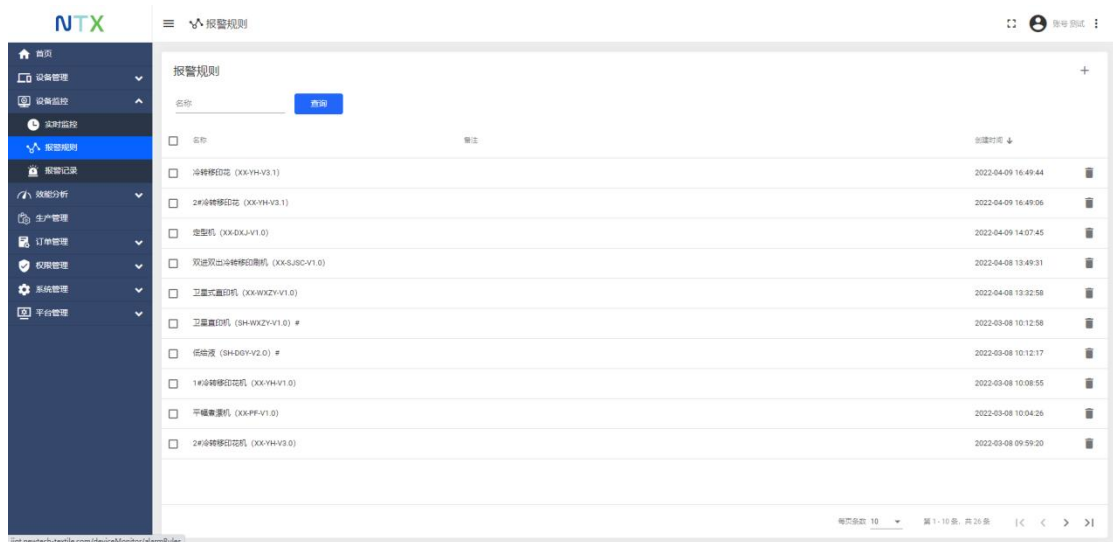 NTX
报警规则
账号 测试
首页
设备管理
设备监控
实时监控
报警规则
报警记录
效能分析
生产管理
订单管理
权限管理
系统管理
平台管理
报警规则
名称 查询
名称 备注 创建时间
冷转移印花 (XX-YH-V3.1) 2022-04-09 16:49:44
2#冷转移印花 (XX-YH-V3.1) 2022-04-09 16:49:06
定型机 (XX-DXJ-V1.0) 2022-04-09 14:07:45
双进双出冷转移印刷机 (XX-SJSC-V1.0) 2022-04-08 13:49:31
卫星式直印机 (XX-WXZY-V1.0) 2022-04-08 13:32:58
卫星直印机 (SH-WXZY-V1.0) # 2022-03-08 10:12:58
低给液 (SH-DGY-V2.0) # 2022-03-08 10:12:17
1#冷转移印花机 (XX-YH-V1.0) 2022-03-08 10:08:55
平幅煮漂机 (XX-PF-V1.0) 2022-03-08 10:04:26
2#冷转移印花机 (XX-YH-V3.0) 2022-03-08 09:59:20
每页条数 10 第 1 - 10 条, 共 26 条
iiot.newtech-textile.com/deviceMonitor/alarmRules